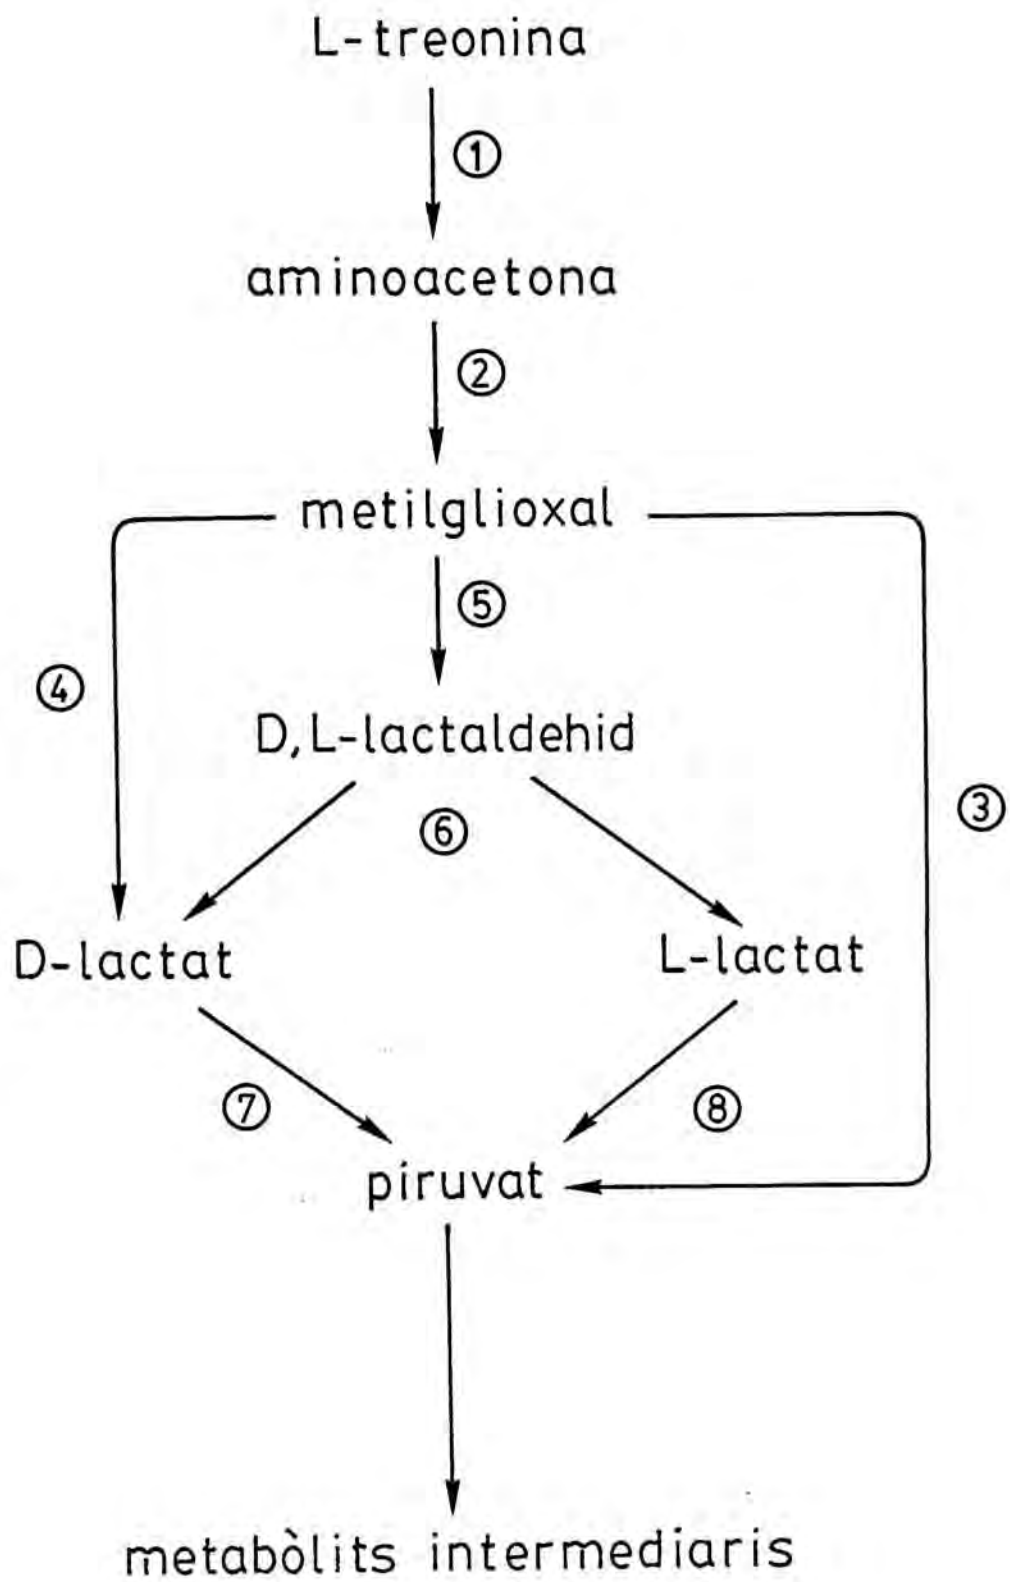 L-treonina
①
aminoacetona
②
metilglioxal
⑤
④
D,L-lactaldehid
③
⑥
D-lactat
L-lactat
⑦
⑧
piruvat
metabòlits intermediaris